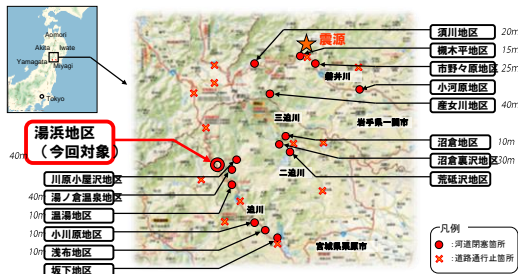 Aomori
Akita Iwate
Yamagata
Miyagi
Tokyo
震源
須川地区
20m
槻木平地区
15m
市野々原地区
25m
磐井川
小河原地区
産女川地区
40m
岩手県一関市
三迫川
沼倉地区
10m
沼倉裏沢地区
30m
荒砥沢地区
二迫川
湯浜地区
（今回対象）
40m
川原小屋沢地区
湯ノ倉温泉地区
40m
温湯地区
10m
小川原地区
10m
浅布地区
10m
坂下地区
迫川
宮城県栗原市
凡例
：河道閉塞箇所
：道路通行止箇所